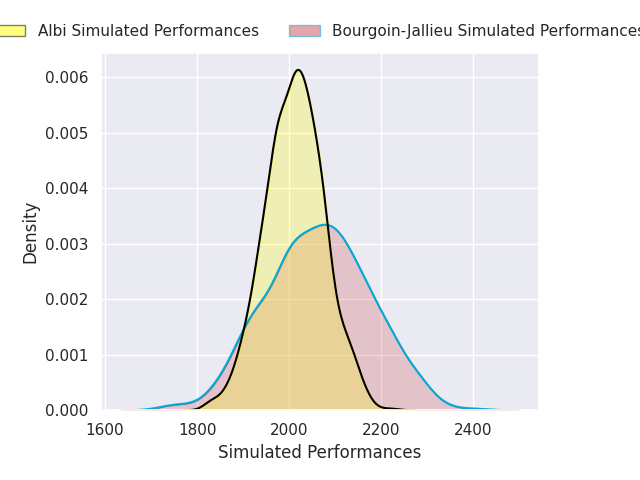 Albi Simulated Performances
Bourgoin-Jallieu Simulated Performances
0.006
0.005
0.004
0.003
0.002
0.001
0.000
Density
1600 1800 2000 2200 2400
Simulated Performances